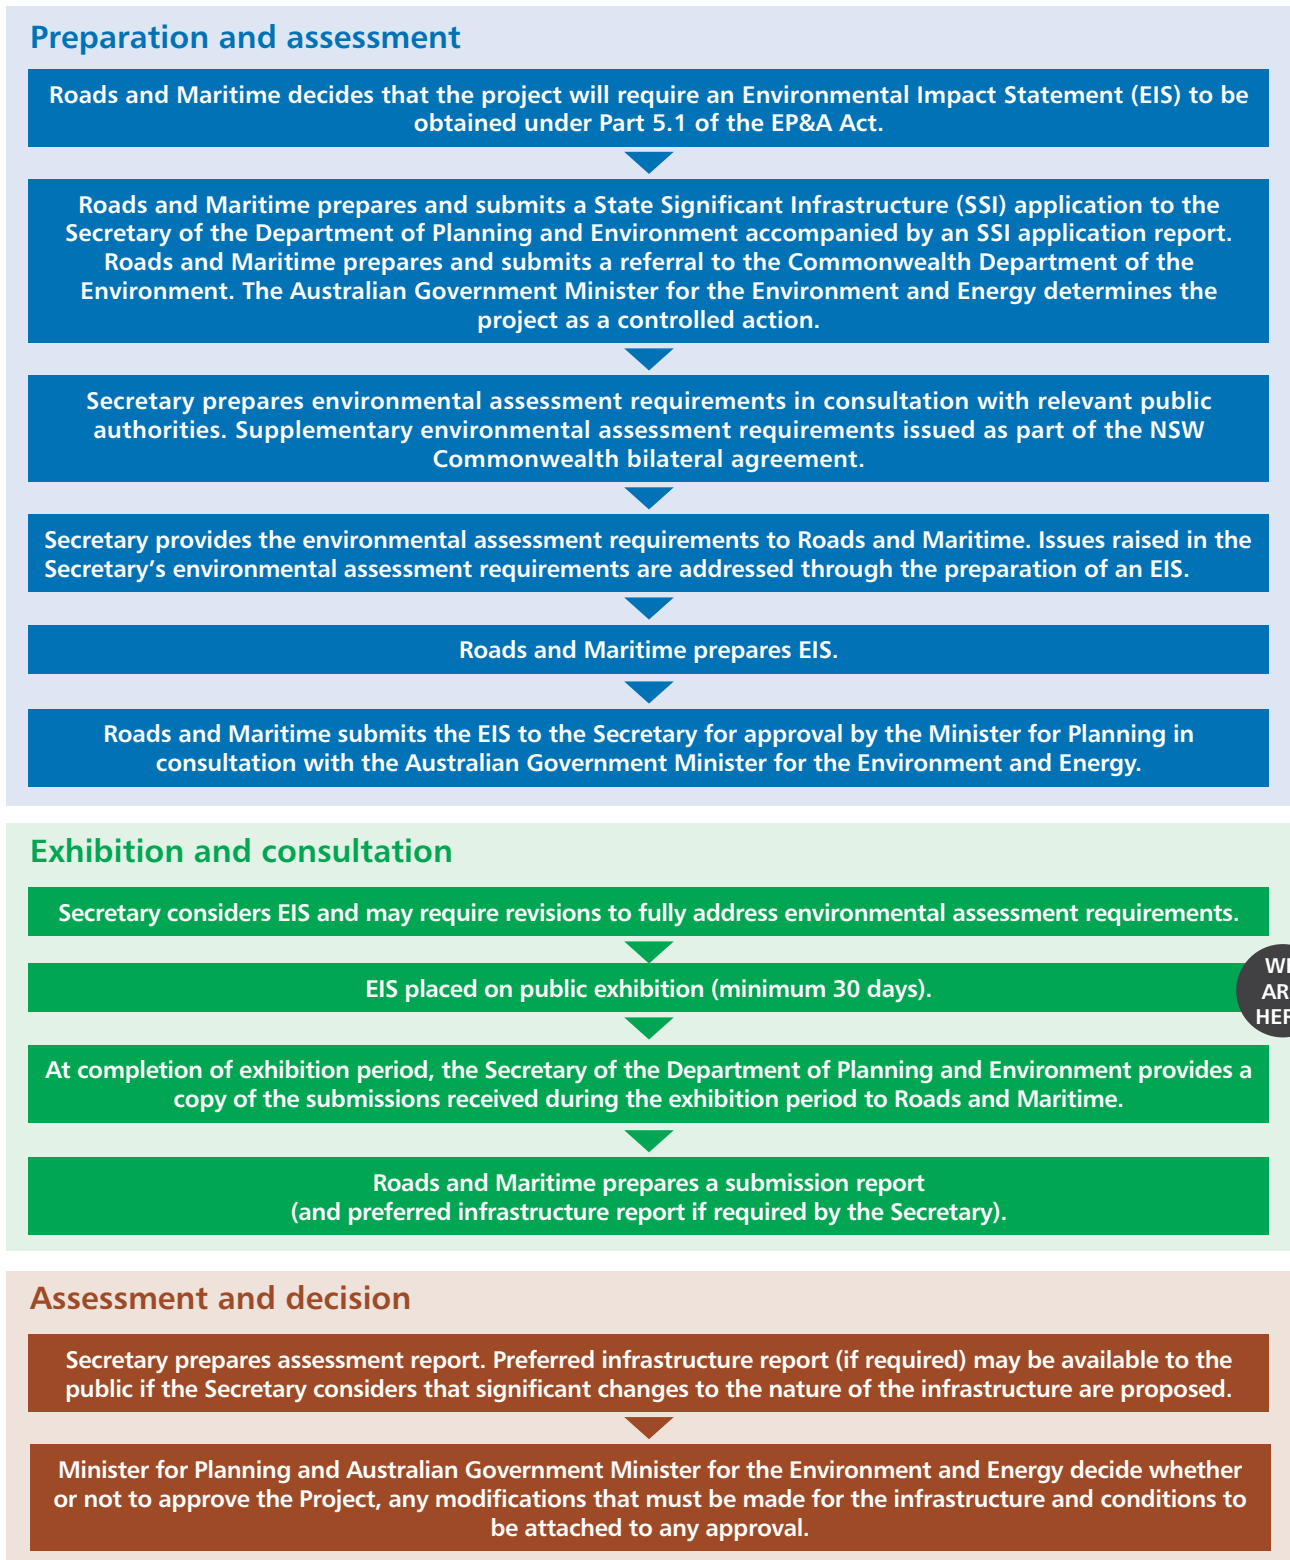 Preparation and assessment
Roads and Maritime decides that the project will require an Environmental Impact Statement (EIS) to be
obtained under Part 5.1 of the EP&A Act.
Roads and Maritime prepares and submits a State Significant Infrastructure (SSI) application to the
Secretary of the Department of Planning and Environment accompanied by an SSI application report.
Roads and Maritime prepares and submits a referral to the Commonwealth Department of the
Environment. The Australian Government Minister for the Environment and Energy determines the
project as a controlled action.
Secretary prepares environmental assessment requirements in consultation with relevant public
authorities. Supplementary environmental assessment requirements issued as part of the NSW
Commonwealth bilateral agreement.
Secretary provides the environmental assessment requirements to Roads and Maritime. Issues raised in the
Secretary’s environmental assessment requirements are addressed through the preparation of an EIS.
Roads and Maritime prepares EIS.
Roads and Maritime submits the EIS to the Secretary for approval by the Minister for Planning in
consultation with the Australian Government Minister for the Environment and Energy.
Exhibition and consultation
Secretary considers EIS and may require revisions to fully address environmental assessment requirements.
EIS placed on public exhibition (minimum 30 days).
At completion of exhibition period, the Secretary of the Department of Planning and Environment provides a
copy of the submissions received during the exhibition period to Roads and Maritime.
Roads and Maritime prepares a submission report
(and preferred infrastructure report if required by the Secretary).
Assessment and decision
Secretary prepares assessment report. Preferred infrastructure report (if required) may be available to the
public if the Secretary considers that significant changes to the nature of the infrastructure are proposed.
Minister for Planning and Australian Government Minister for the Environment and Energy decide whether
or not to approve the Project, any modifications that must be made for the infrastructure and conditions to
be attached to any approval.